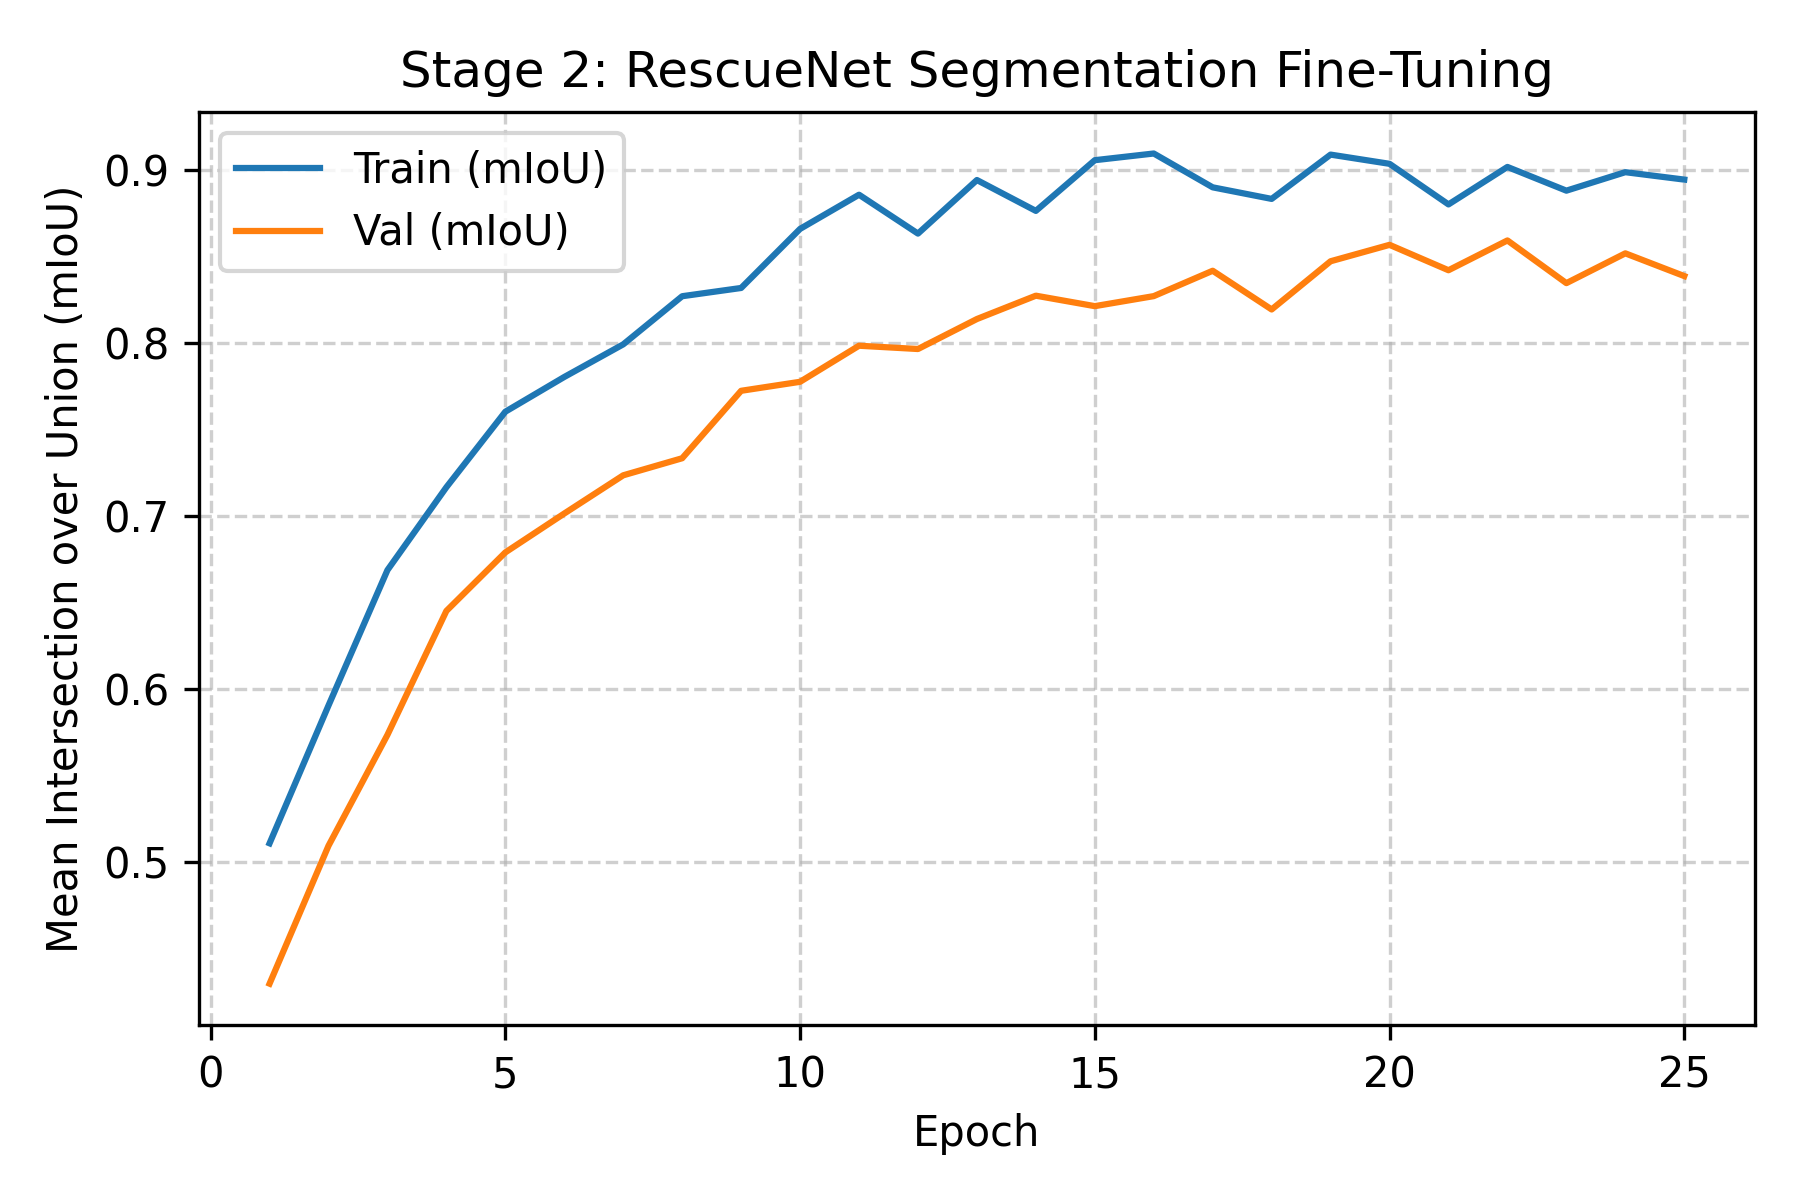 Stage 2: RescueNet Segmentation Fine-Tuning
Train (mIoU)
Val (mIoU)
Mean Intersection over Union (mIoU)
0.9
0.8
0.7
0.6
0.5
0 5 10 15 20 25
Epoch